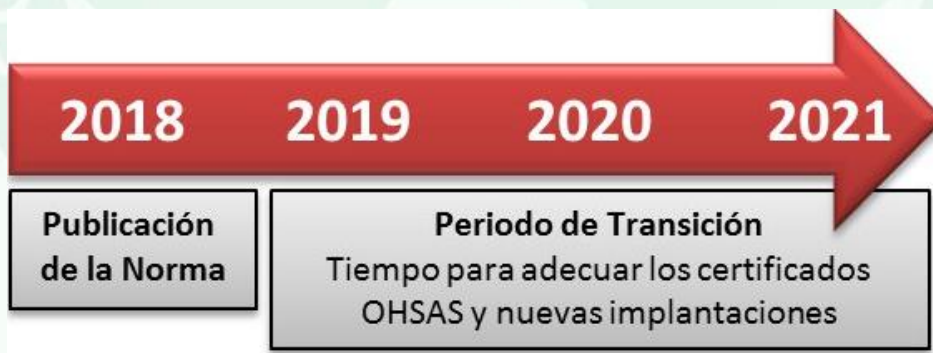 2018 2019 2020 2021
Publicación
de la Norma
Periodo de Transición
Tiempo para adecuar los certificados
OHSAS y nuevas implantaciones